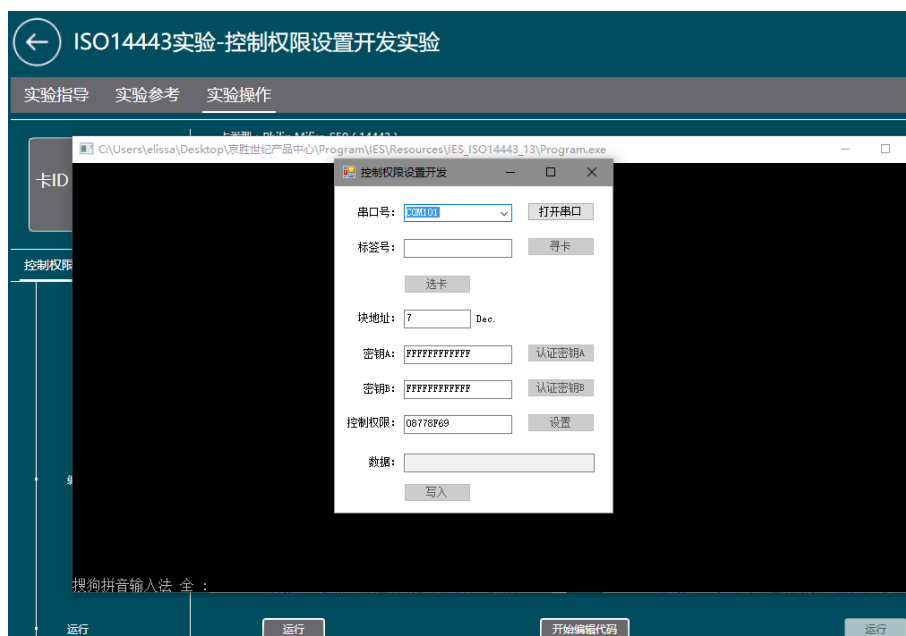 ISO14443实验-控制权限设置开发实验
实验指导 实验参考 实验操作
C:\Users\elissa\Desktop\京胜世纪产品中心\Program\IES\Resources\IES_ISO14443_13\Program.exe
控制权限设置开发
卡ID
串口号： COM101 打开串口
标签号： 寻卡
控制权限
选卡
块地址： 7 Dec.
密钥A： FFFFFFFFFFFF 认证密钥A
密钥B： FFFFFFFFFFFF 认证密钥B
控制权限： 08778F69 设置
数据：
写入
搜狗拼音输入法 全 :
运行 运行 开始编辑代码 运行